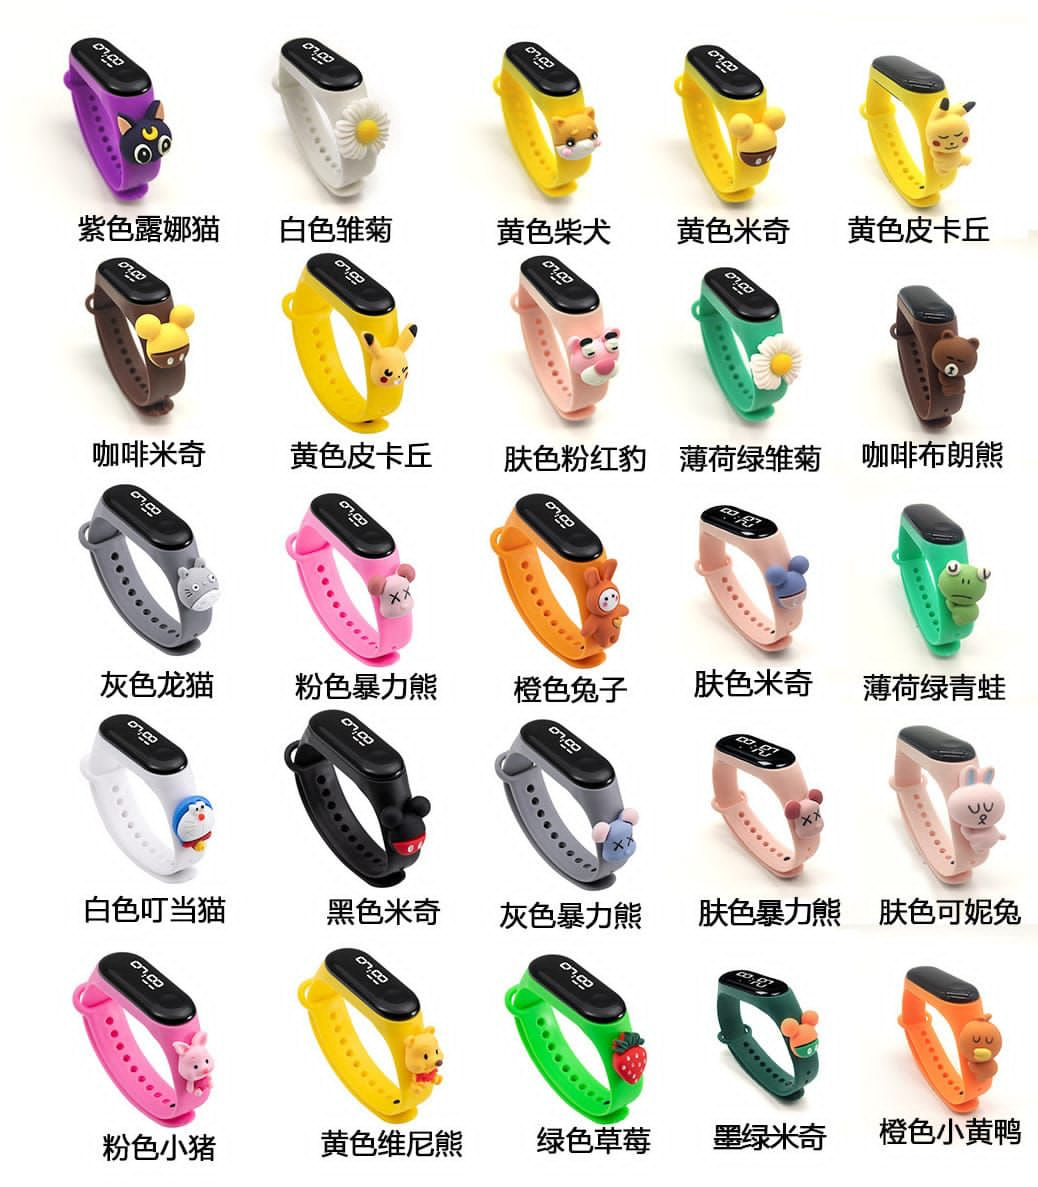 紫色露娜猫
白色雏菊
黄色柴犬
黄色米奇
黄色皮卡丘
咖啡米奇
黄色皮卡丘
肤色粉红豹
薄荷绿雏菊
咖啡布朗熊
灰色龙猫
粉色暴力熊
橙色兔子
肤色米奇
薄荷绿青蛙
白色叮当猫
黑色米奇
灰色暴力熊
肤色暴力熊
肤色可妮兔
粉色小猪
黄色维尼熊
绿色草莓
墨绿米奇
橙色小黄鸭